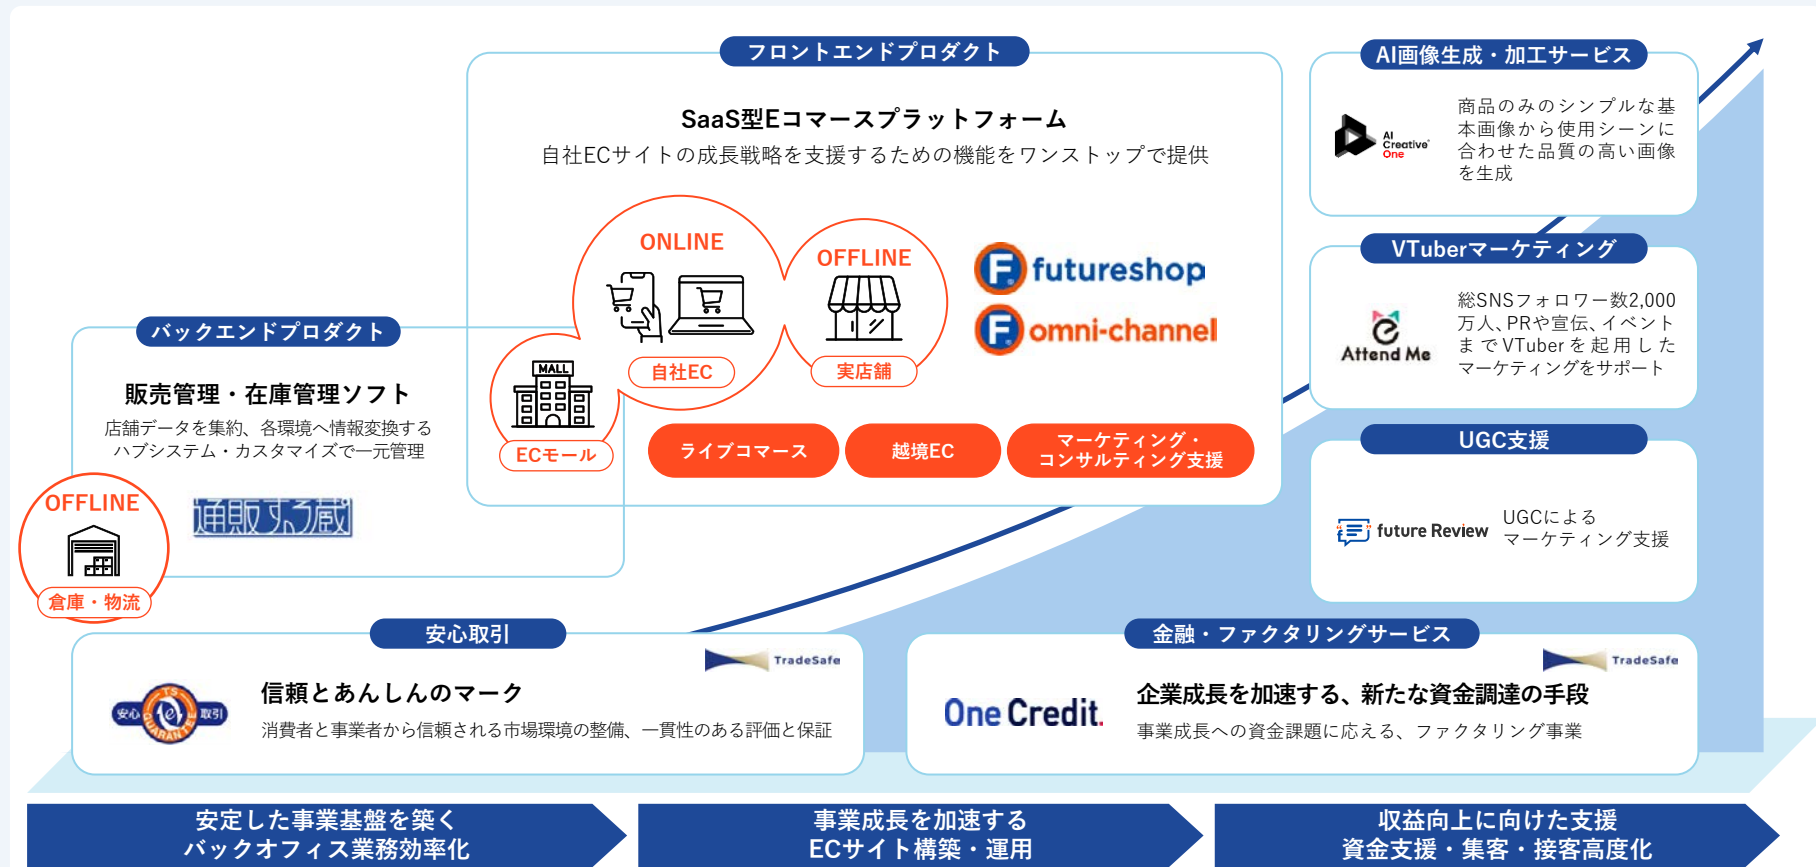 フロントエンドプロダクト
SaaS型Eコマースプラットフォーム
自社ECサイトの成長戦略を支援するための機能をワンストップで提供
ONLINE
自社EC
OFFLINE
実店舗
MALL
ECモール
futureshop
omni-channel
ライブコマース
越境EC
マーケティング・
コンサルティング支援
バックエンドプロダクト
販売管理・在庫管理ソフト
店舗データを集約、各環境へ情報変換する
ハブシステム・カスタマイズで一元管理
OFFLINE
倉庫・物流
通販する蔵
AI画像生成・加工サービス
AI
Creative
One
商品のみのシンプルな基
本画像から使用シーンに
合わせた品質の高い画像
を生成
VTuberマーケティング
Attend Me
総SNSフォロワー数2,000
万人、PRや宣伝、イベント
までVTuberを起用した
マーケティングをサポート
UGC支援
future Review
UGCによる
マーケティング支援
安心取引
TradeSafe
安心
TS
GUARANTEE
取引
信頼とあんしんのマーク
消費者と事業者から信頼される市場環境の整備、一貫性のある評価と保証
金融・ファクタリングサービス
TradeSafe
One Credit.
企業成長を加速する、新たな資金調達の手段
事業成長への資金課題に応える、ファクタリング事業
安定した事業基盤を築く
バックオフィス業務効率化
事業成長を加速する
ECサイト構築・運用
収益向上に向けた支援
資金支援・集客・接客高度化